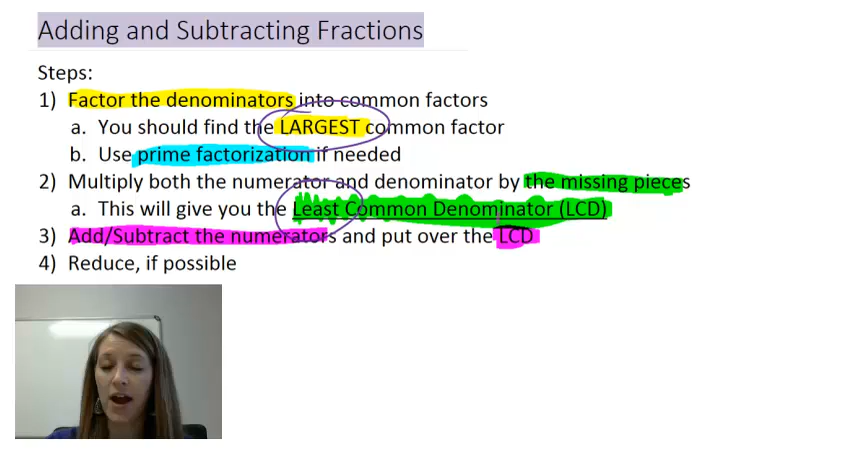 Adding and Subtracting Fractions
Steps:
1) Factor the denominators into common factors
a. You should find the LARGEST common factor
b. Use prime factorization if needed
2) Multiply both the numerator and denominator by the missing pieces
a. This will give you the Least Common Denominator (LCD)
3) Add/Subtract the numerators and put over the LCD
4) Reduce, if possible